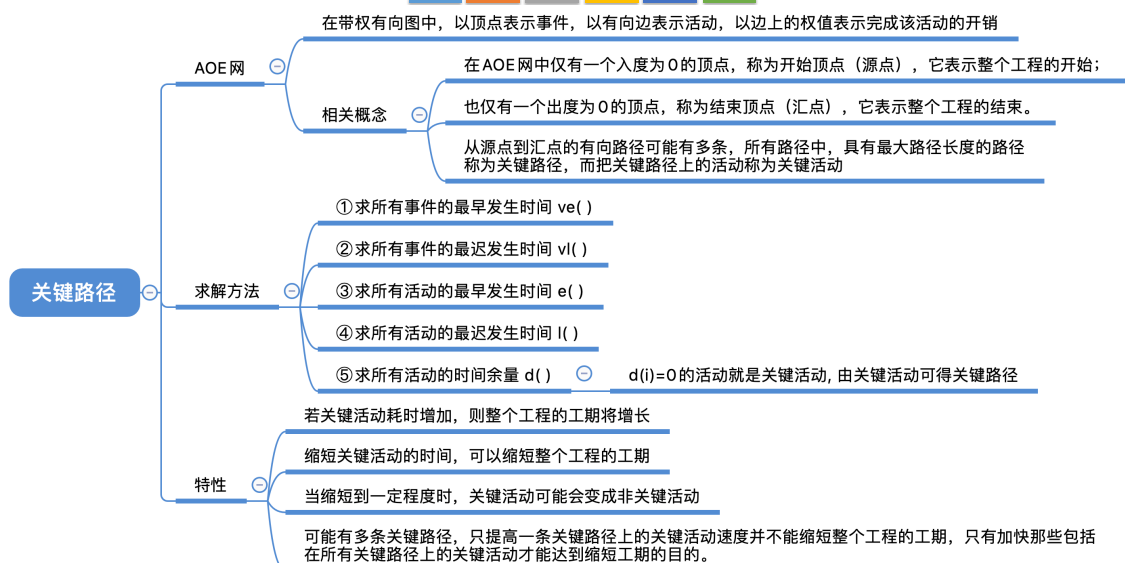 在带权有向图中，以顶点表示事件，以有向边表示活动，以边上的权值表示完成该活动的开销
AOE网
在AOE网中仅有一个入度为0的顶点，称为开始顶点（源点），它表示整个工程的开始；
相关概念
也仅有一个出度为0的顶点，称为结束顶点（汇点），它表示整个工程的结束。
从源点到汇点的有向路径可能有多条，所有路径中，具有最大路径长度的路径
称为关键路径，而把关键路径上的活动称为关键活动
关键路径
求解方法
①求所有事件的最早发生时间 ve( )
②求所有事件的最迟发生时间 vl( )
③求所有活动的最早发生时间 e( )
④求所有活动的最迟发生时间 l( )
⑤求所有活动的时间余量 d( )
d(i)=0的活动就是关键活动, 由关键活动可得关键路径
特性
若关键活动耗时增加，则整个工程的工期将增长
缩短关键活动的时间，可以缩短整个工程的工期
当缩短到一定程度时，关键活动可能会变成非关键活动
可能有多条关键路径，只提高一条关键路径上的关键活动速度并不能缩短整个工程的工期，只有加快那些包括
在所有关键路径上的关键活动才能达到缩短工期的目的。